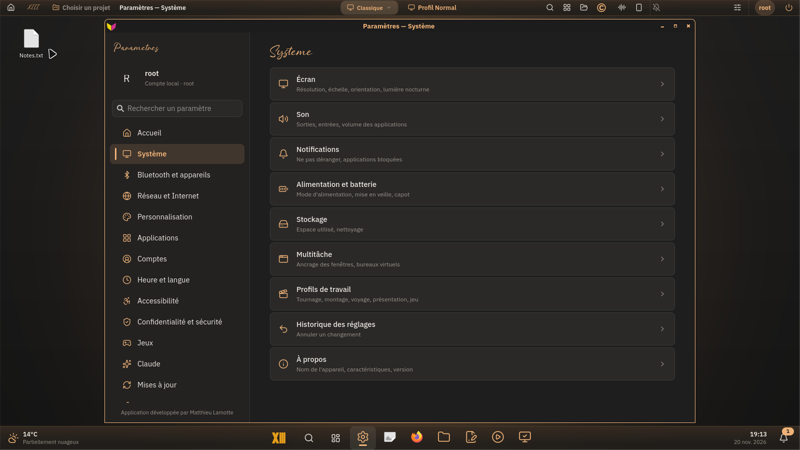 Choisir un projet
Paramètres — Système
Classique
Profil Normal
root
Paramètres — Système
Notes.txt
Paramètres
R
root
Compte local · root
Rechercher un paramètre
Accueil
Système
Bluetooth et appareils
Réseau et Internet
Personnalisation
Applications
Comptes
Heure et langue
Accessibilité
Confidentialité et sécurité
Jeux
Claude
Mises à jour
Application développée par Matthieu Lamotte
Système
Écran
Résolution, échelle, orientation, lumière nocturne
Son
Sorties, entrées, volume des applications
Notifications
Ne pas déranger, applications bloquées
Alimentation et batterie
Mode d'alimentation, mise en veille, capot
Stockage
Espace utilisé, nettoyage
Multitâche
Ancrage des fenêtres, bureaux virtuels
Profils de travail
Tournage, montage, voyage, présentation, jeu
Historique des réglages
Annuler un changement
À propos
Nom de l'appareil, caractéristiques, version
14°C
Partiellement nuageux
XIII
19:13
20 nov. 2026
1